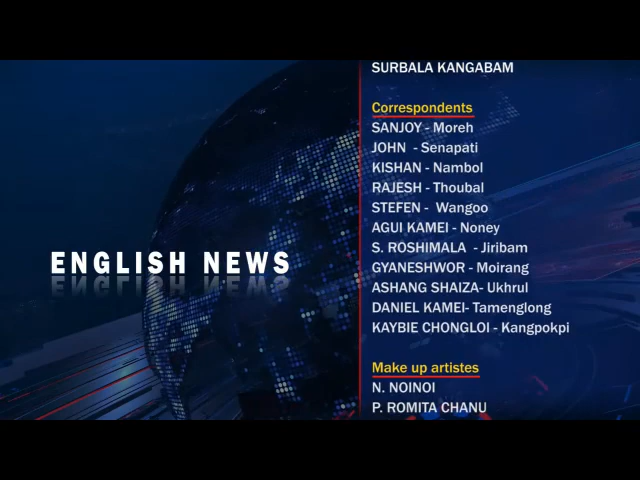 ENGLISH NEWS
SURBALA KANGABAM
Correspondents
SANJOY - Moreh
JOHN - Senapati
KISHAN - Nambol
RAJESH - Thoubal
STEFEN - Wangoo
AGUI KAMEI - Noney
S. ROSHIMALA - Jiribam
GYANESHWOR - Moirang
ASHANG SHAIZA- Ukhrul
DANIEL KAMEI- Tamenglong
KAYBIE CHONGLOI - Kangpokpi
Make up artistes
N. NOINOI
P. ROMITA CHANU